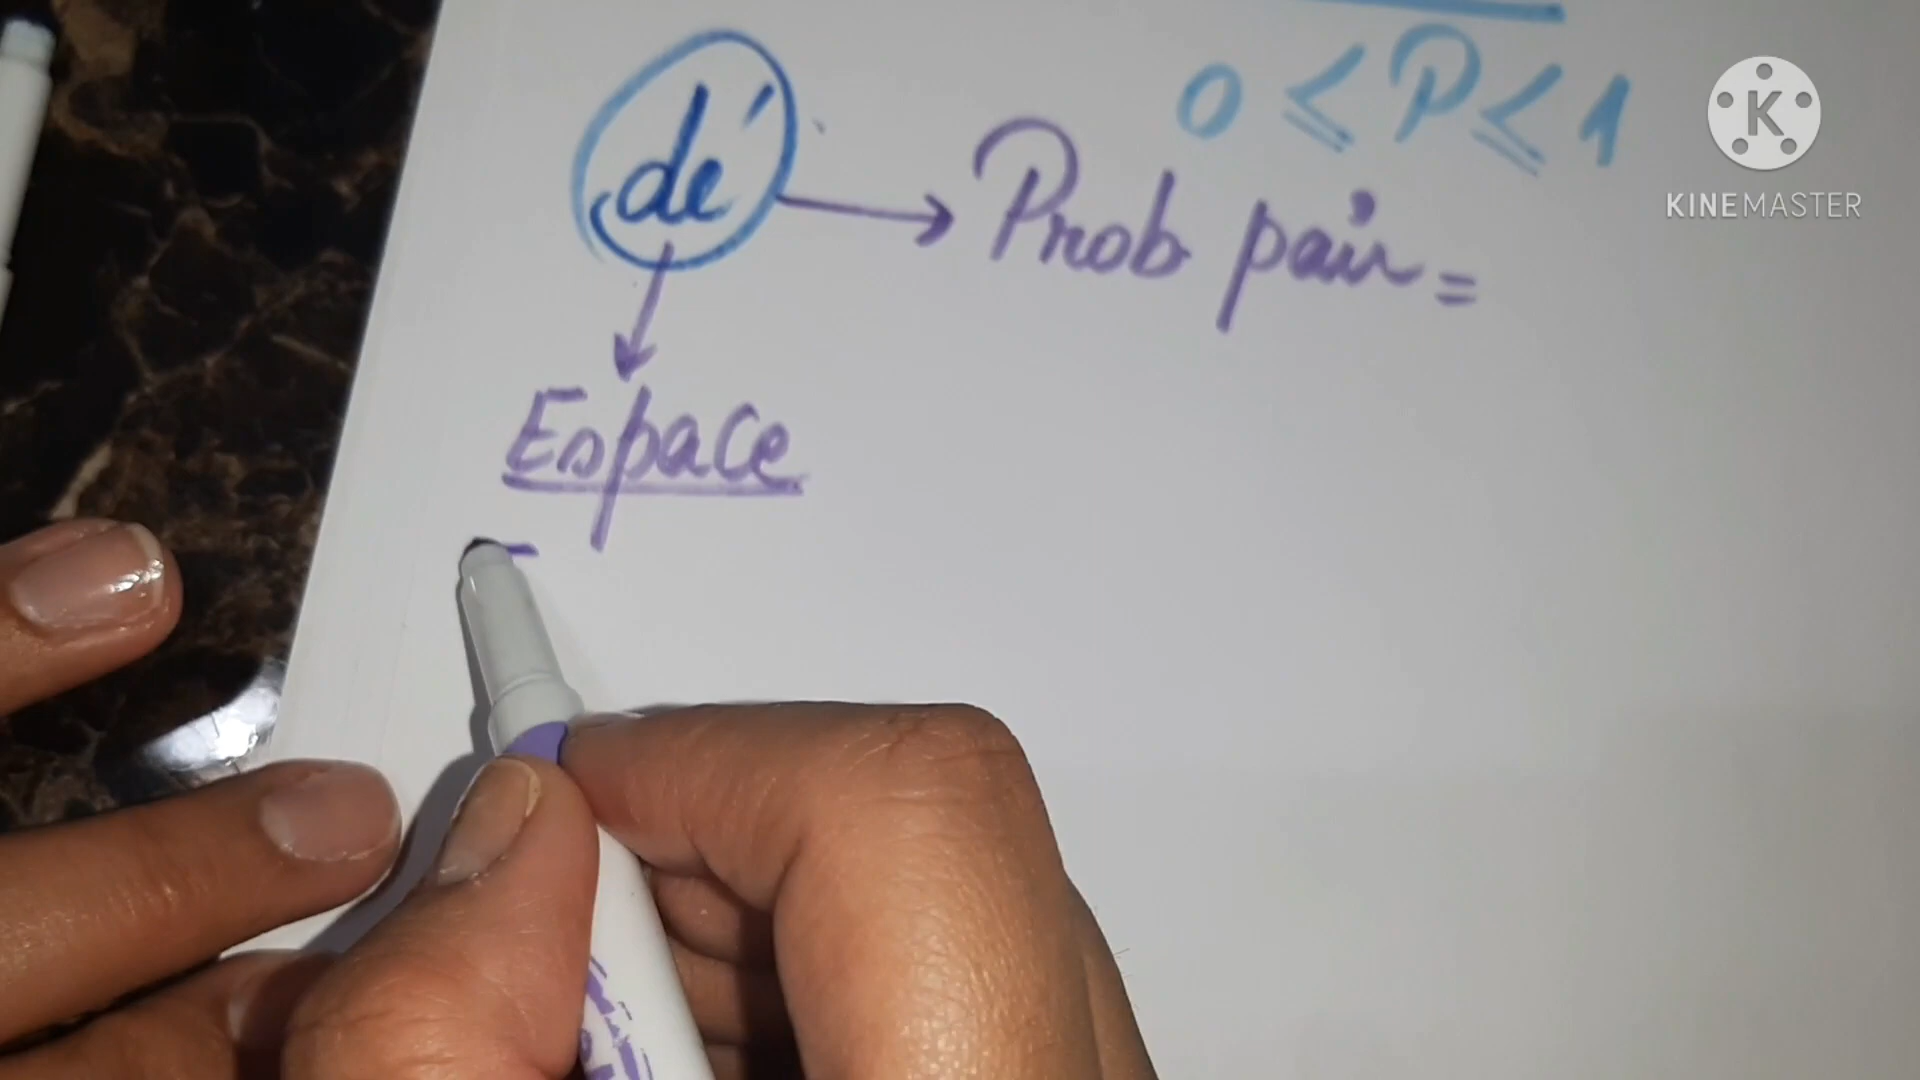 0 ≤ P ≤ 1
dé
Prob pair =
Espace
K
KINEMASTER